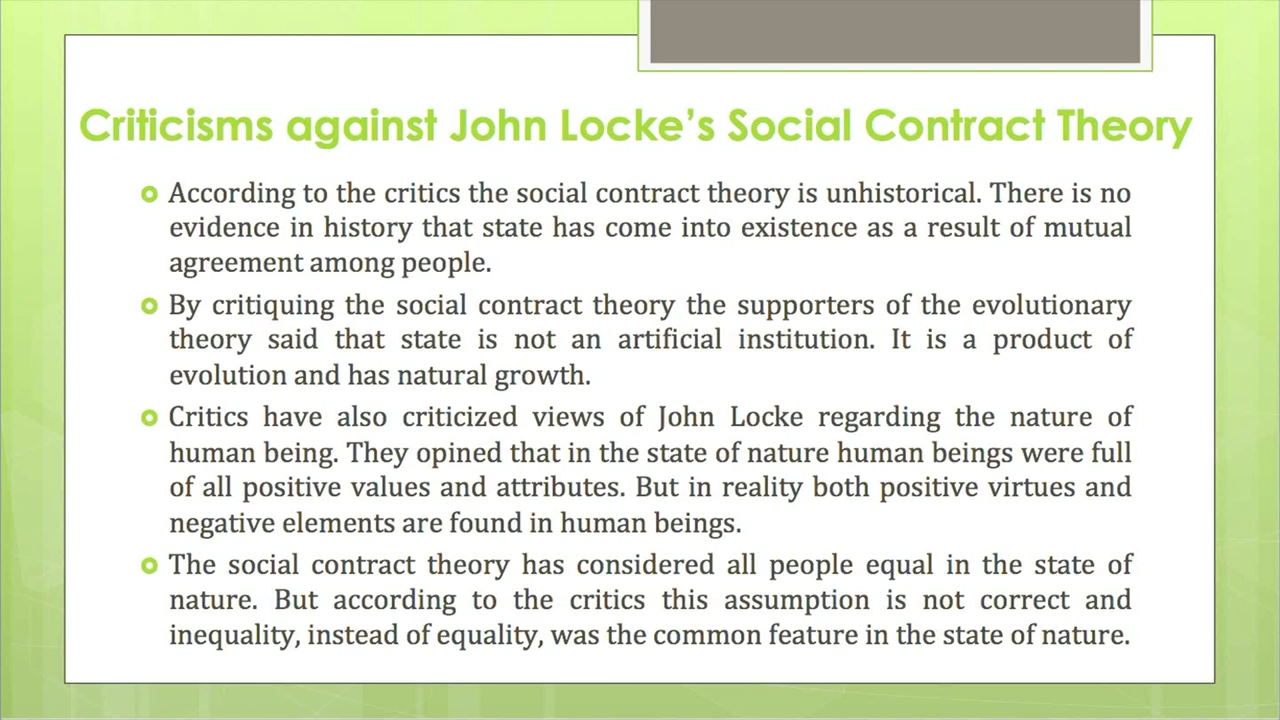 Criticisms against John Locke's Social Contract Theory
According to the critics the social contract theory is unhistorical. There is no
evidence in history that state has come into existence as a result of mutual
agreement among people.
By critiquing the social contract theory the supporters of the evolutionary
theory said that state is not an artificial institution. It is a product of
evolution and has natural growth.
Critics have also criticized views of John Locke regarding the nature of
human being. They opined that in the state of nature human beings were full
of all positive values and attributes. But in reality both positive virtues and
negative elements are found in human beings.
The social contract theory has considered all people equal in the state of
nature. But according to the critics this assumption is not correct and
inequality, instead of equality, was the common feature in the state of nature.